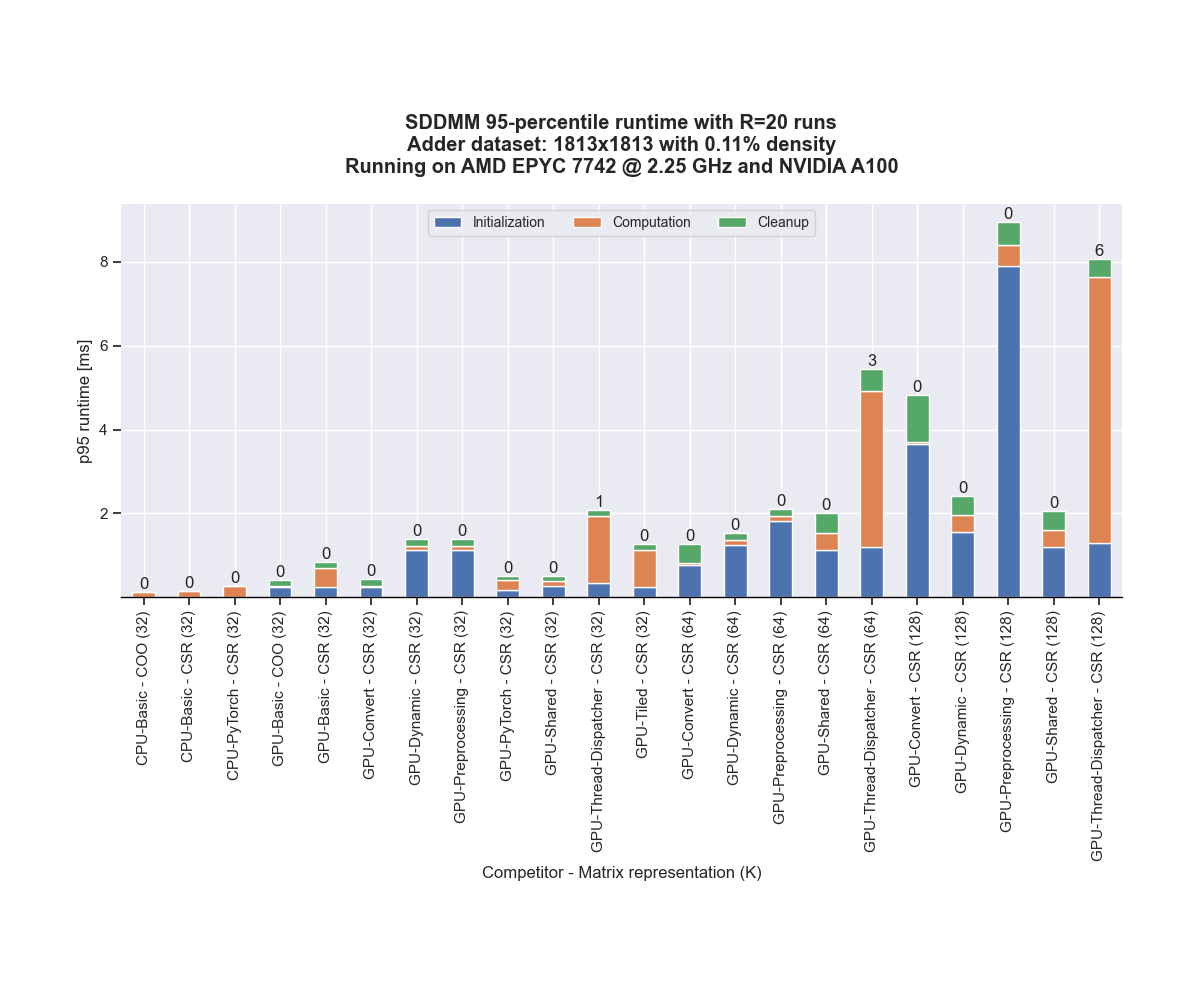 SDDMM 95-percentile runtime with R=20 runs
Adder dataset: 1813x1813 with 0.11% density
Running on AMD EPYC 7742 @ 2.25 GHz and NVIDIA A100
Initialization
Computation
Cleanup
p95 runtime [ms]
8
6
4
2
0
0
0
0
0
0
0
0
0
0
1
0
0
0
0
0
3
0
0
0
0
6
CPU-Basic - COO (32)
CPU-Basic - CSR (32)
CPU-PyTorch - CSR (32)
GPU-Basic - COO (32)
GPU-Basic - CSR (32)
GPU-Convert - CSR (32)
GPU-Dynamic - CSR (32)
GPU-Preprocessing - CSR (32)
GPU-PyTorch - CSR (32)
GPU-Shared - CSR (32)
GPU-Thread-Dispatcher - CSR (32)
GPU-Tiled - CSR (32)
GPU-Convert - CSR (64)
GPU-Dynamic - CSR (64)
GPU-Preprocessing - CSR (64)
GPU-Shared - CSR (64)
GPU-Thread-Dispatcher - CSR (64)
GPU-Convert - CSR (128)
GPU-Dynamic - CSR (128)
GPU-Preprocessing - CSR (128)
GPU-Shared - CSR (128)
GPU-Thread-Dispatcher - CSR (128)
Competitor - Matrix representation (K)